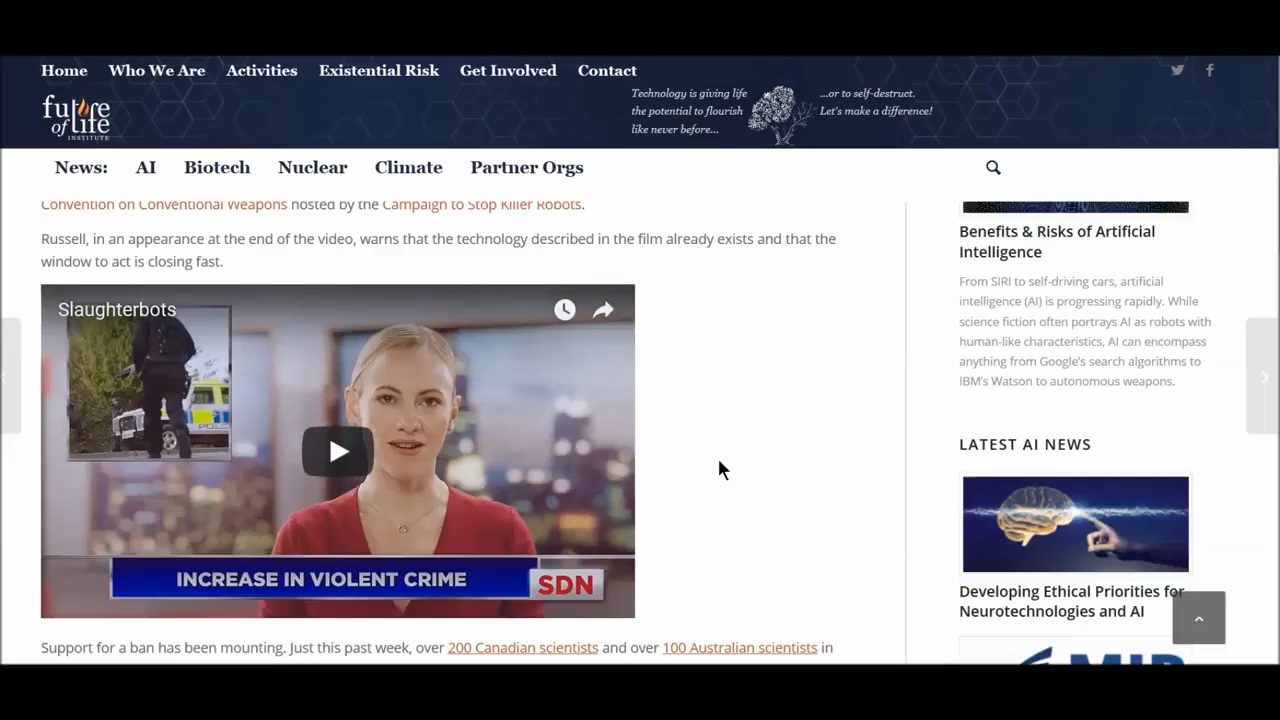 Home Who We Are Activities Existential Risk Get Involved Contact
future
of life
INSTITUTE
Technology is giving life
the potential to flourish
like never before...
...or to self-destruct.
Let's make a difference!
News: AI Biotech Nuclear Climate Partner Orgs
Convention on Conventional Weapons hosted by the Campaign to Stop Killer Robots.
Russell, in an appearance at the end of the video, warns that the technology described in the film already exists and that the
window to act is closing fast.
Slaughterbots
INCREASE IN VIOLENT CRIME
SDN
Support for a ban has been mounting. Just this past week, over 200 Canadian scientists and over 100 Australian scientists in
Benefits & Risks of Artificial
Intelligence
From SIRI to self-driving cars, artificial
intelligence (AI) is progressing rapidly. While
science fiction often portrays AI as robots with
human-like characteristics, AI can encompass
anything from Google's search algorithms to
IBM's Watson to autonomous weapons.
LATEST AI NEWS
Developing Ethical Priorities for
Neurotechnologies and AI